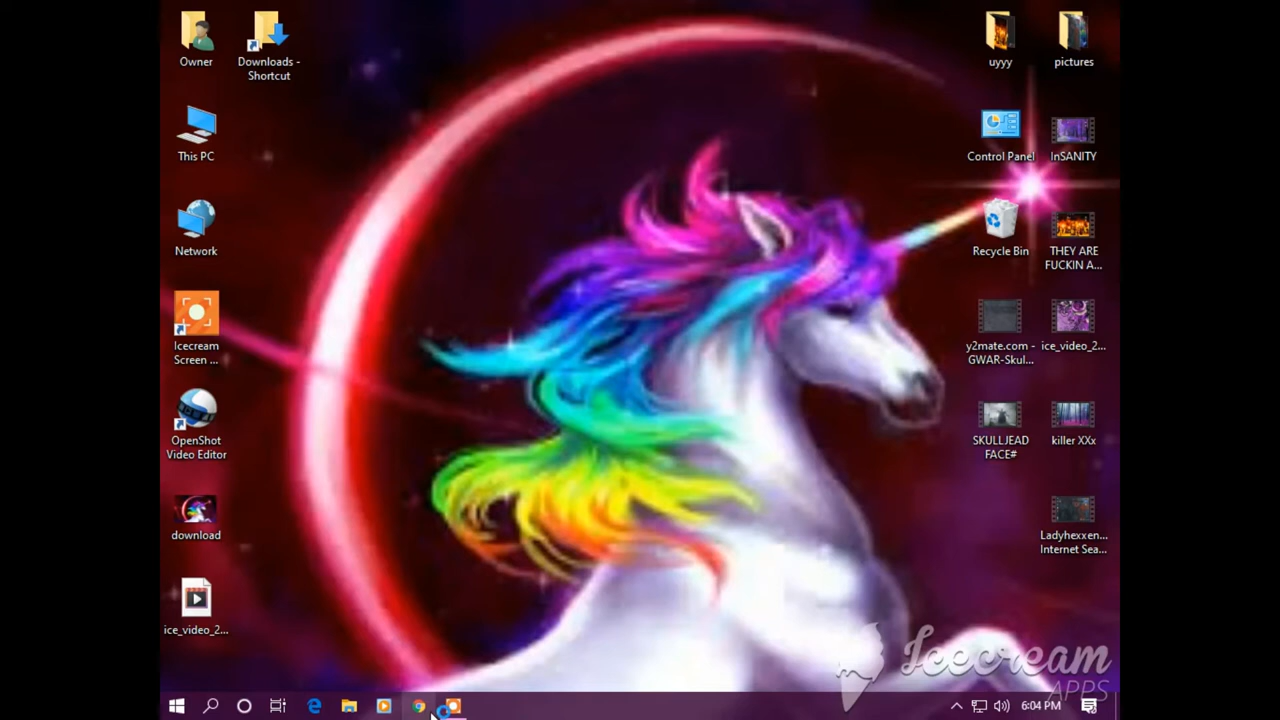 Owner
Downloads -
Shortcut
This PC
Network
Icecream
Screen ...
OpenShot
Video Editor
download
ice_video_2...
uyyy
pictures
Control Panel
InSANITY
Recycle Bin
THEY ARE
FUCKIN A...
y2mate.com -
GWAR-Skul...
ice_video_2...
SKULLJEAD
FACE#
killer XXx
Ladyhexxen...
Internet Sea...
Icecream
APPS
6:04 PM